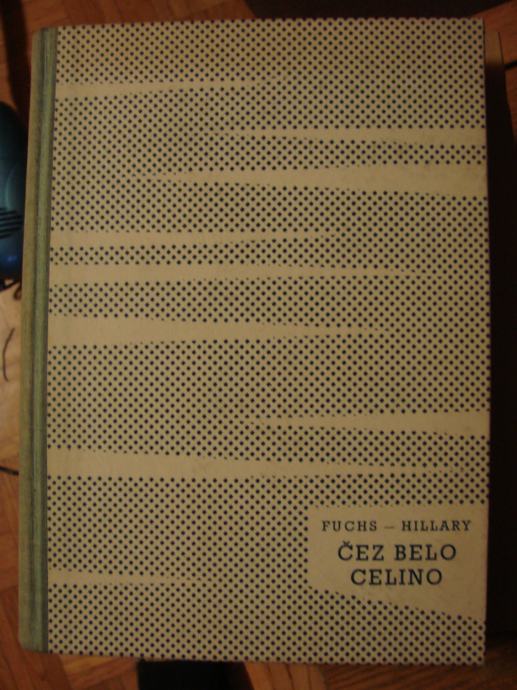 FUCHS — HILLARY
ČEZ BELO
CELINO